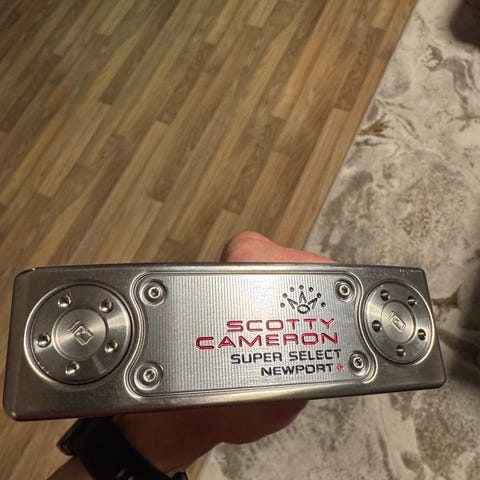 SCOTTY
CAMERON
SUPER SELECT
NEWPORT +